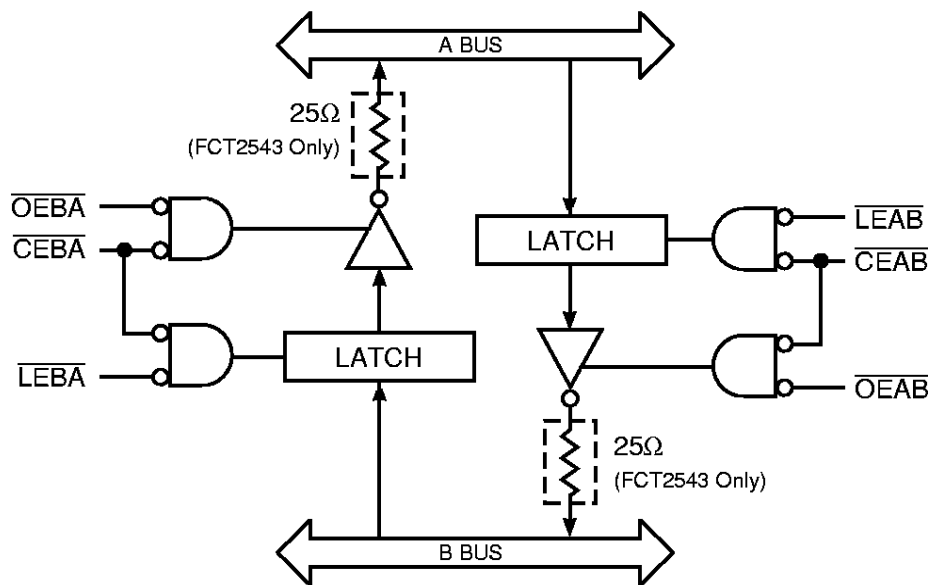 A BUS
25Ω
(FCT2543 Only)
OEBA
CEBA
LEBA
LATCH
LATCH
LEAB
CEAB
OEAB
25Ω
(FCT2543 Only)
B BUS